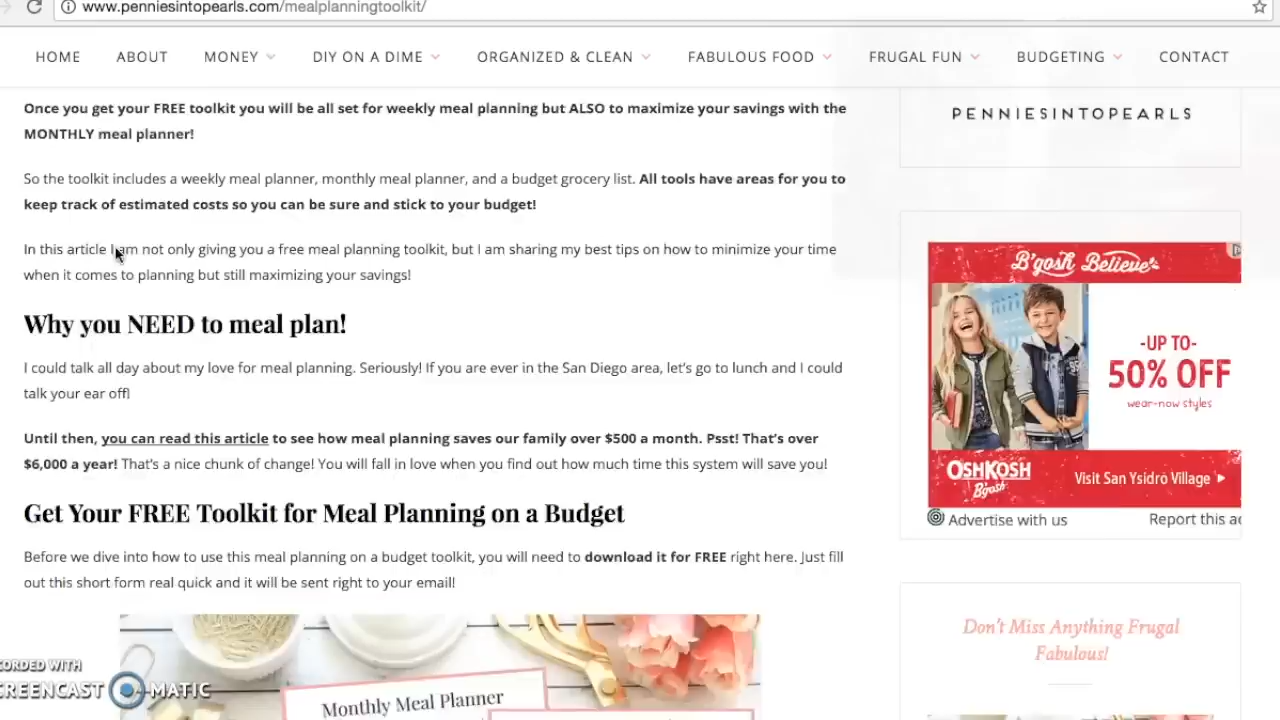 www.penniesintopearls.com/mealplanningtoolkit/
HOME ABOUT MONEY DIY ON A DIME ORGANIZED & CLEAN FABULOUS FOOD FRUGAL FUN BUDGETING CONTACT
Once you get your FREE toolkit you will be all set for weekly meal planning but ALSO to maximize your savings with the
MONTHLY meal planner!
So the toolkit includes a weekly meal planner, monthly meal planner, and a budget grocery list. All tools have areas for you to
keep track of estimated costs so you can be sure and stick to your budget!
In this article I am not only giving you a free meal planning toolkit, but I am sharing my best tips on how to minimize your time
when it comes to planning but still maximizing your savings!
Why you NEED to meal plan!
I could talk all day about my love for meal planning. Seriously! If you are ever in the San Diego area, let's go to lunch and I could
talk your ear off!
Until then, you can read this article to see how meal planning saves our family over $500 a month. Psst! That's over
$6,000 a year! That's a nice chunk of change! You will fall in love when you find out how much time this system will save you!
Get Your FREE Toolkit for Meal Planning on a Budget
Before we dive into how to use this meal planning on a budget toolkit, you will need to download it for FREE right here. Just fill
out this short form real quick and it will be sent right to your email!
Monthly Meal Planner
PENNIESINTOPEARLS
B'gosh Believe
-UP TO-
50% OFF
wear-now styles
OSHKOSH
B'gosh
Visit San Ysidro Village
Advertise with us Report this a
Don't Miss Anything Frugal
Fabulous!
CORDED WITH
CREENCAST MATIC